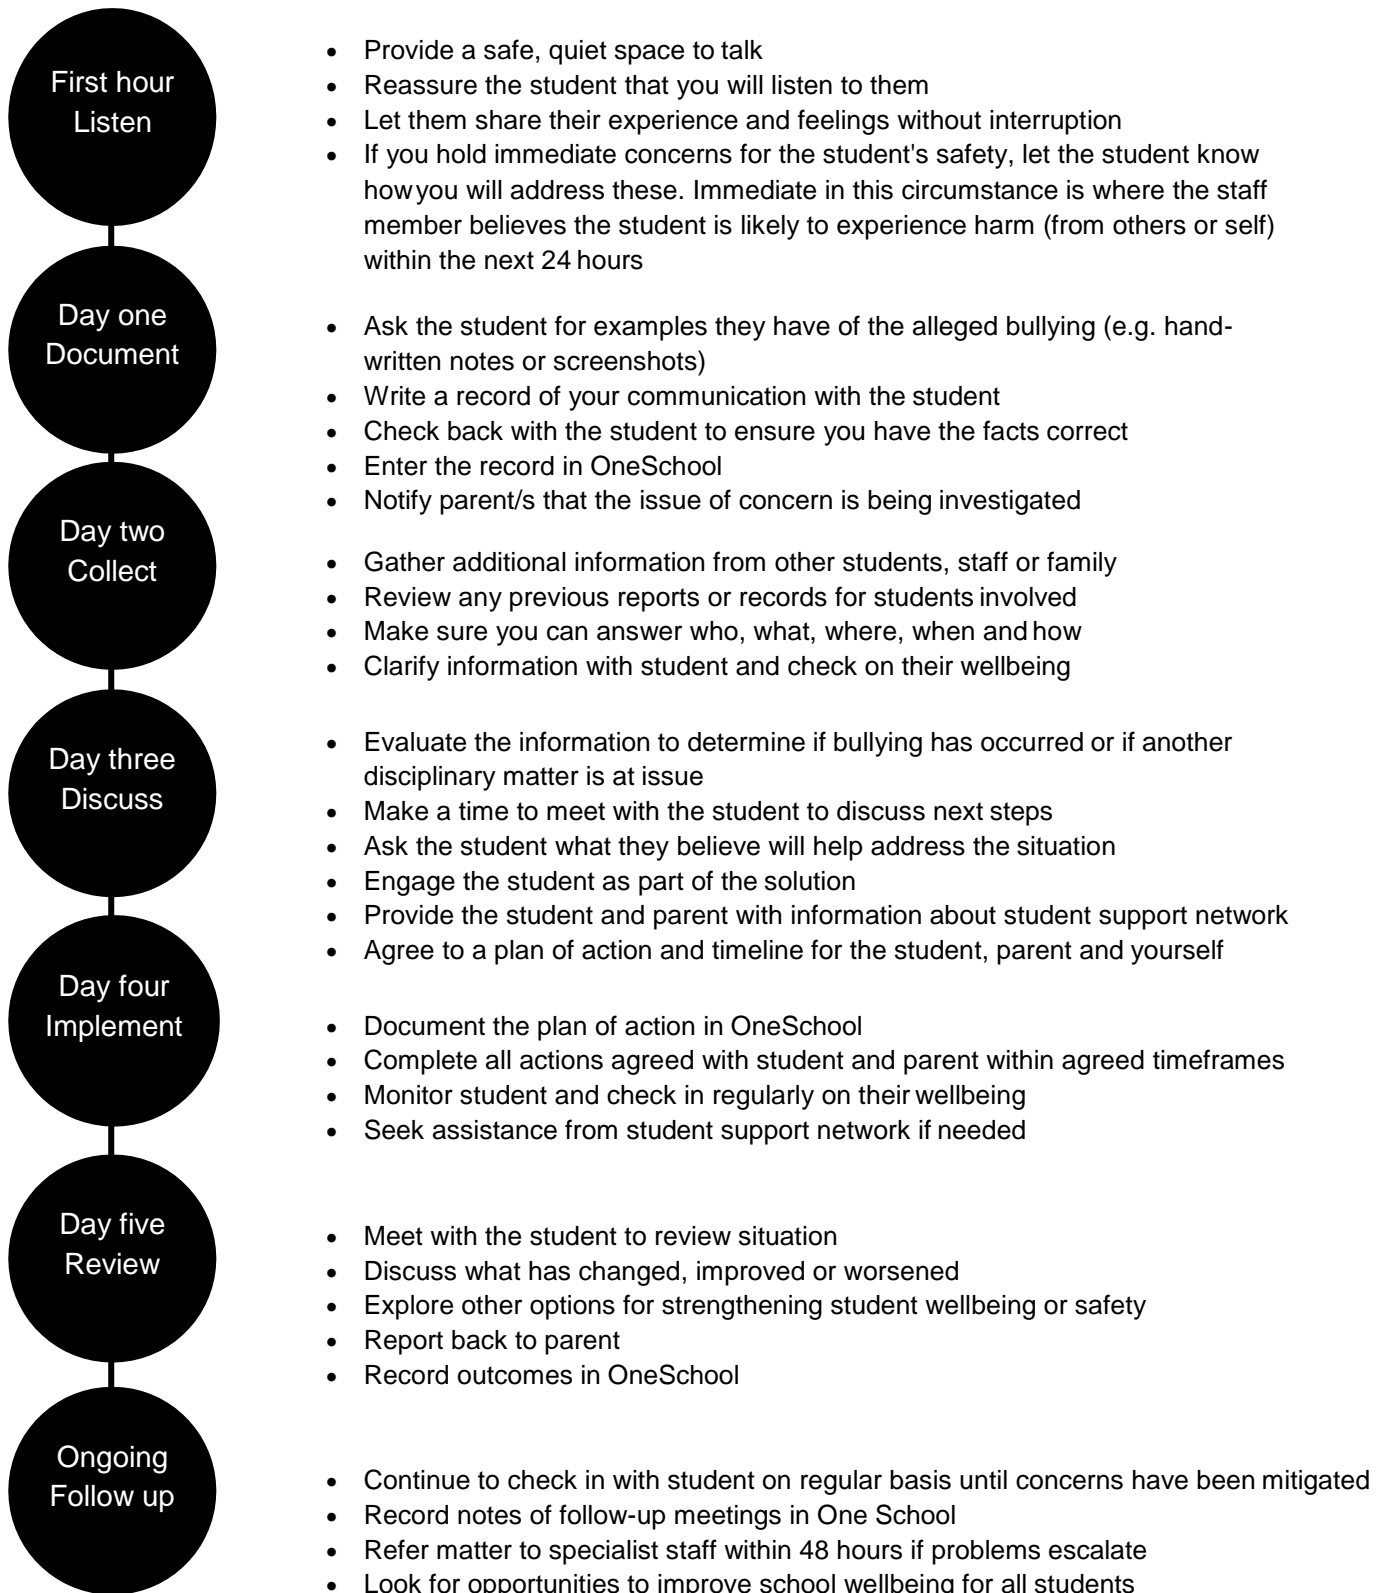 First hour
Listen
• Provide a safe, quiet space to talk
• Reassure the student that you will listen to them
• Let them share their experience and feelings without interruption
• If you hold immediate concerns for the student's safety, let the student know
howyou will address these. Immediate in this circumstance is where the staff
member believes the student is likely to experience harm (from others or self)
within the next 24 hours
Day one
Document
• Ask the student for examples they have of the alleged bullying (e.g. hand-
written notes or screenshots)
• Write a record of your communication with the student
• Check back with the student to ensure you have the facts correct
• Enter the record in OneSchool
• Notify parent/s that the issue of concern is being investigated
Day two
Collect
• Gather additional information from other students, staff or family
• Review any previous reports or records for students involved
• Make sure you can answer who, what, where, when and how
• Clarify information with student and check on their wellbeing
Day three
Discuss
• Evaluate the information to determine if bullying has occurred or if another
disciplinary matter is at issue
• Make a time to meet with the student to discuss next steps
• Ask the student what they believe will help address the situation
• Engage the student as part of the solution
• Provide the student and parent with information about student support network
• Agree to a plan of action and timeline for the student, parent and yourself
Day four
Implement
• Document the plan of action in OneSchool
• Complete all actions agreed with student and parent within agreed timeframes
• Monitor student and check in regularly on their wellbeing
• Seek assistance from student support network if needed
Day five
Review
• Meet with the student to review situation
• Discuss what has changed, improved or worsened
• Explore other options for strengthening student wellbeing or safety
• Report back to parent
• Record outcomes in OneSchool
Ongoing
Follow up
• Continue to check in with student on regular basis until concerns have been mitigated
• Record notes of follow-up meetings in One School
• Refer matter to specialist staff within 48 hours if problems escalate
• Look for opportunities to improve school wellbeing for all students